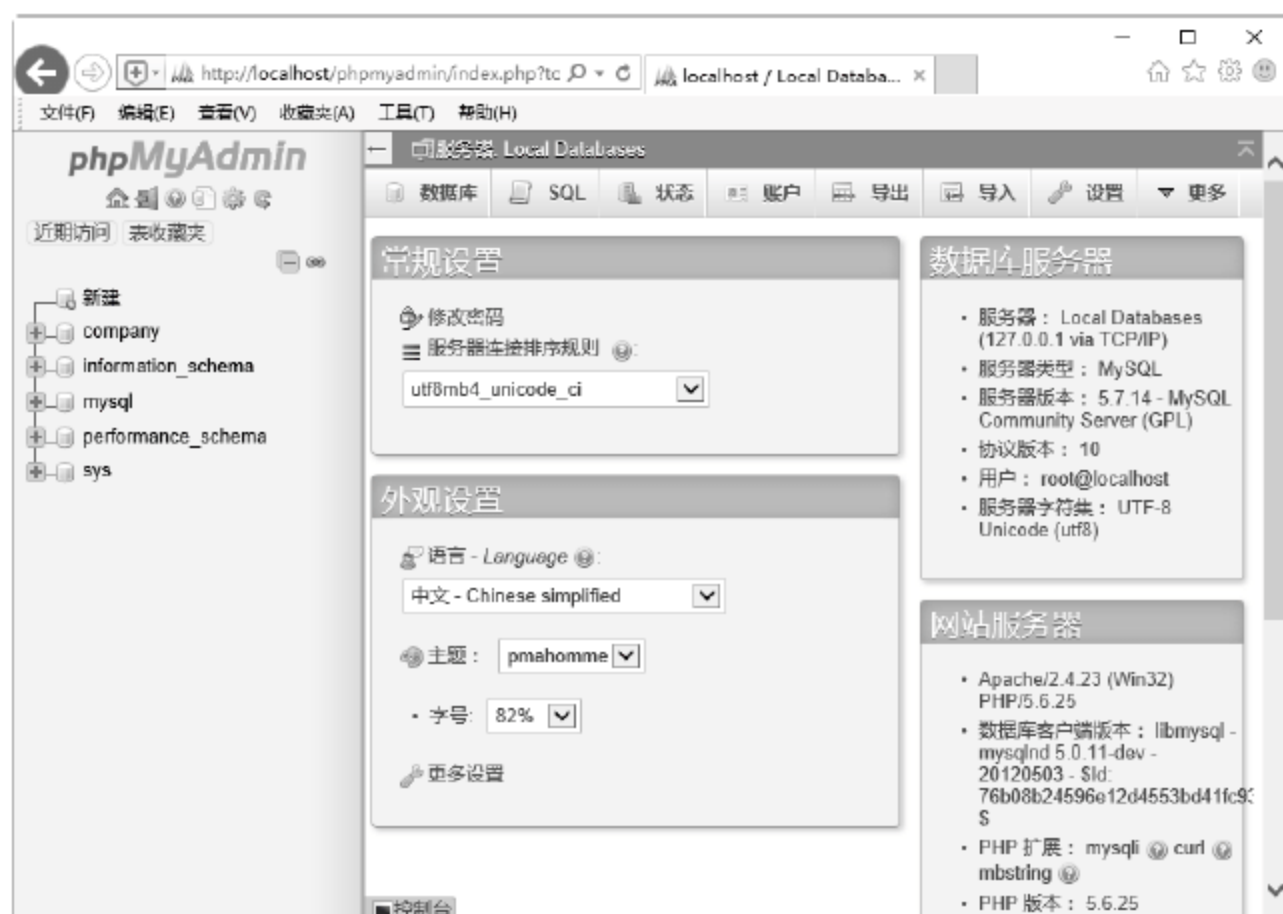 http://localhost/phpmyadmin/index.php?tc
localhost / Local Databa...
文件(F) 编辑(E) 查看(V) 收藏夹(A) 工具(T) 帮助(H)
phpMyAdmin
近期访问 表收藏夹
新建
company
information_schema
mysql
performance_schema
sys
服务器: Local Databases
数据库 SQL 状态 账户 导出 导入 设置 更多
常规设置
修改密码
服务器连接排序规则 :
utf8mb4_unicode_ci
外观设置
语言 - Language :
中文 - Chinese simplified
主题： pmahomme
字号: 82%
更多设置
控制台
数据库服务器
服务器： Local Databases
(127.0.0.1 via TCP/IP)
服务器类型： MySQL
服务器版本： 5.7.14 - MySQL
Community Server (GPL)
协议版本： 10
用户： root@localhost
服务器字符集： UTF-8
Unicode (utf8)
网站服务器
Apache/2.4.23 (Win32)
PHP/5.6.25
数据库客户端版本： libmysql -
mysqlnd 5.0.11-dev -
20120503 - $Id:
76b08b24596e12d4553bd41fc93
$
PHP 扩展： mysqli curl
mbstring
PHP 版本： 5.6.25